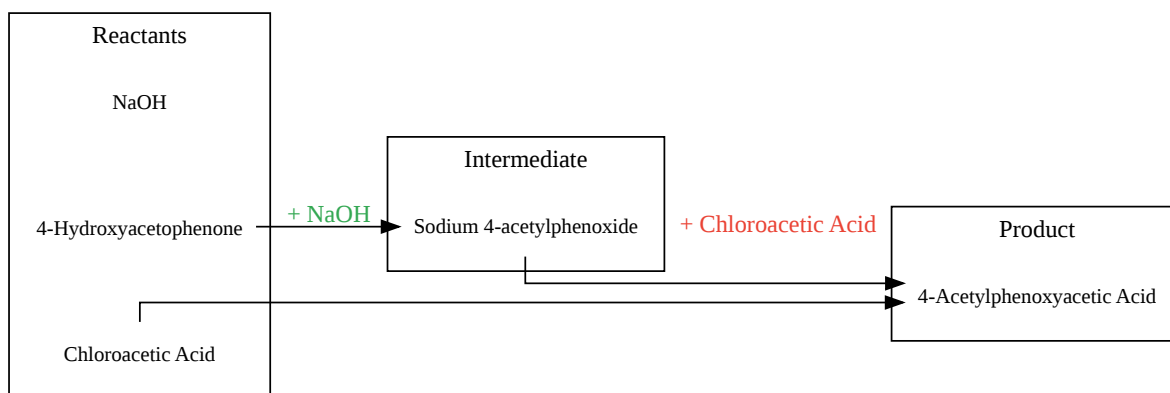 Reactants
NaOH
4-Hydroxyacetophenone
Chloroacetic Acid
+ NaOH
Intermediate
Sodium 4-acetylphenoxide
+ Chloroacetic Acid
Product
4-Acetylphenoxyacetic Acid